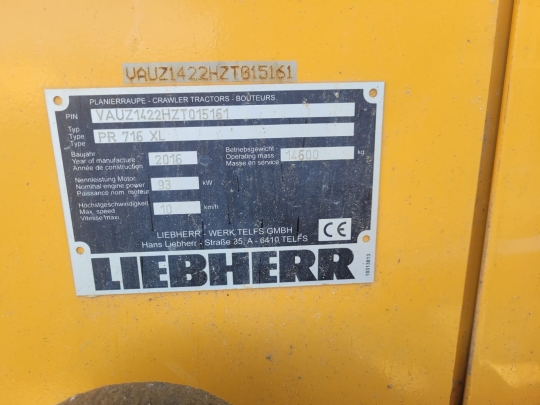 VAUZ1422HZT015161
PLANIERRAUPE - CRAWLER TRACTORS - BOUTEURS
PIN VAUZ1422HZT015161
Typ
Type PR 716 XL
Type
Baujahr
Year of manufacture 2016
Année de construction
Betriebsgewicht
Operating mass 14600 kg
Masse en service
Nennleistung Motor
Nominal engine power 93 kW
Puissance nom. moteur
Höchstgeschwindigkeit
Max. speed 10 km/h
Vitesse maxi
LIEBHERR - WERK TELFS GMBH
Hans Liebherr - Straße 35, A - 6410 TELFS
CE
LIEBHERR